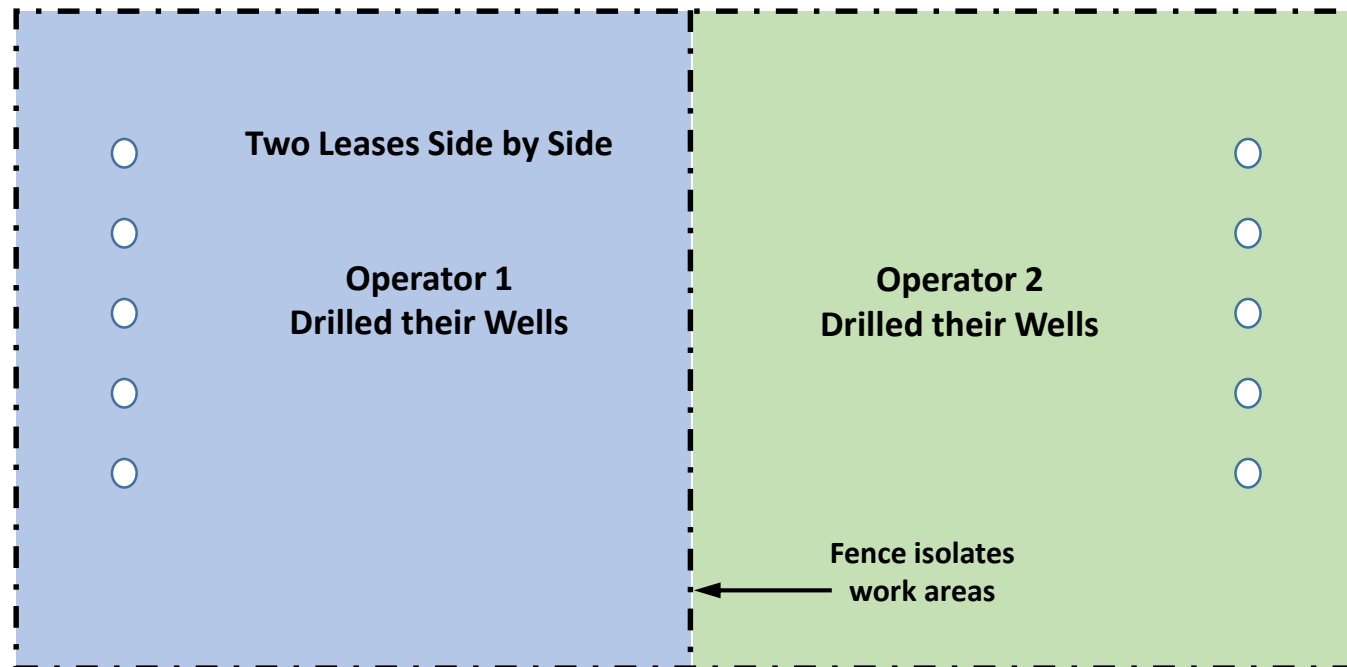 Two Leases Side by Side
Operator 1
Drilled their Wells
Operator 2
Drilled their Wells
Fence isolates
work areas